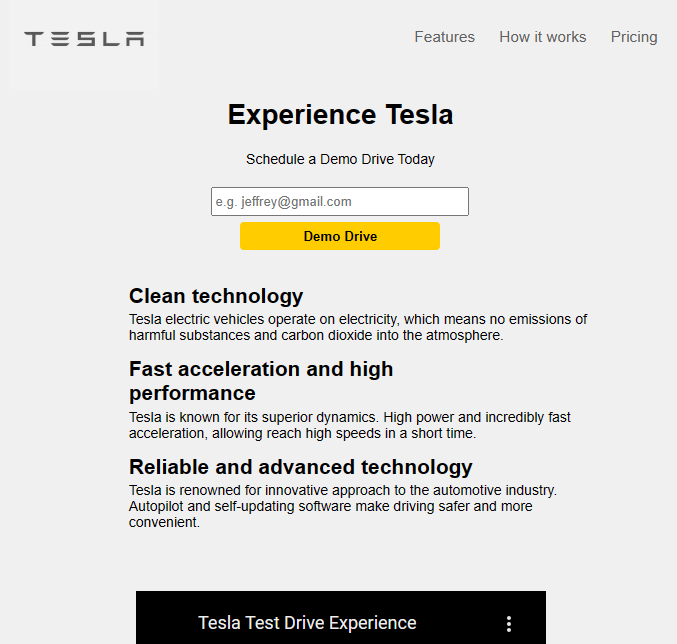 TESLA
Features How it works Pricing
Experience Tesla
Schedule a Demo Drive Today
e.g. jeffrey@gmail.com
Demo Drive
Clean technology
Tesla electric vehicles operate on electricity, which means no emissions of
harmful substances and carbon dioxide into the atmosphere.
Fast acceleration and high
performance
Tesla is known for its superior dynamics. High power and incredibly fast
acceleration, allowing reach high speeds in a short time.
Reliable and advanced technology
Tesla is renowned for innovative approach to the automotive industry.
Autopilot and self-updating software make driving safer and more
convenient.
Tesla Test Drive Experience